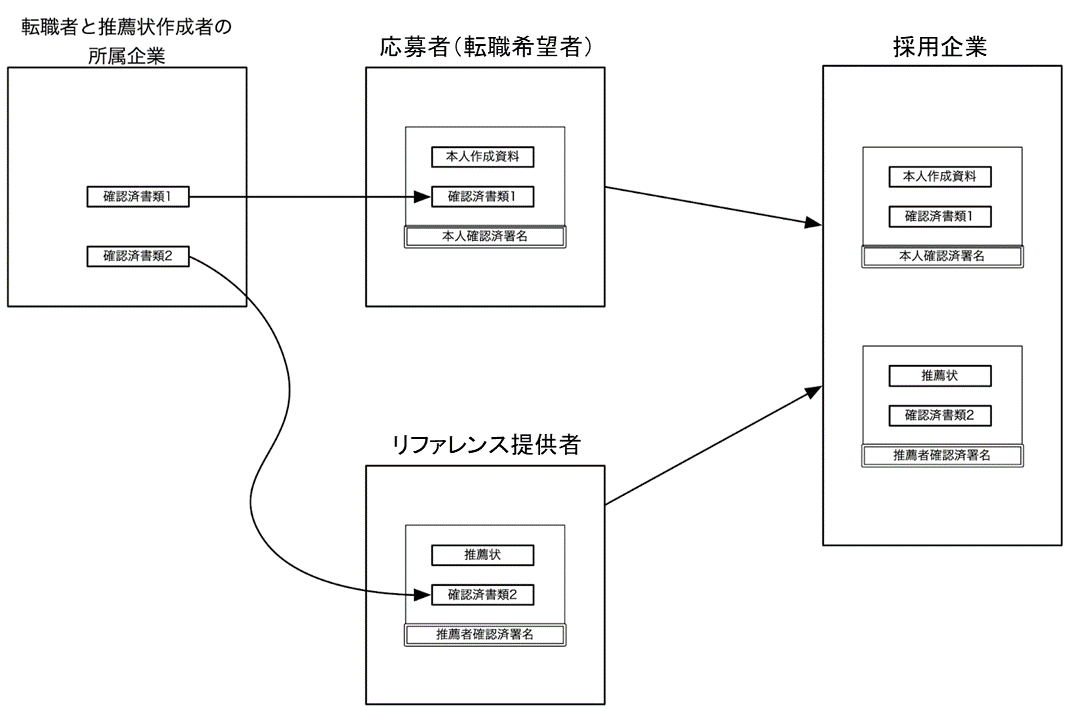 転職者と推薦状作成者の
所属企業
確認済書類1
確認済書類2
応募者（転職希望者）
本人作成資料
確認済書類1
本人確認済署名
リファレンス提供者
推薦状
確認済書類2
推薦者確認済署名
採用企業
本人作成資料
確認済書類1
本人確認済署名
推薦状
確認済書類2
推薦者確認済署名